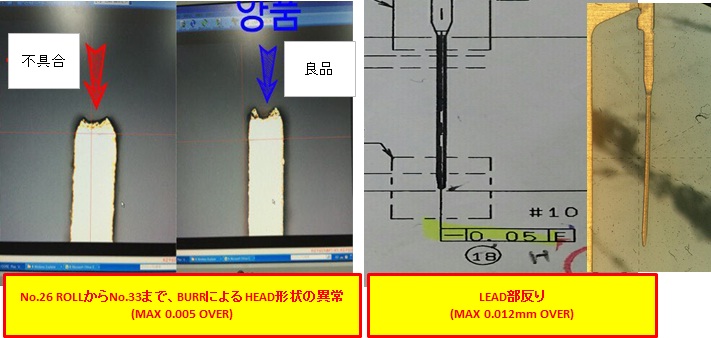 양품
不具合
良品
No.26 ROLLからNo.33まで、BURRによる HEAD形状の異常
(MAX 0.005 OVER)
#10
0.05 E
18
LEAD部反り
(MAX 0.012mm OVER)